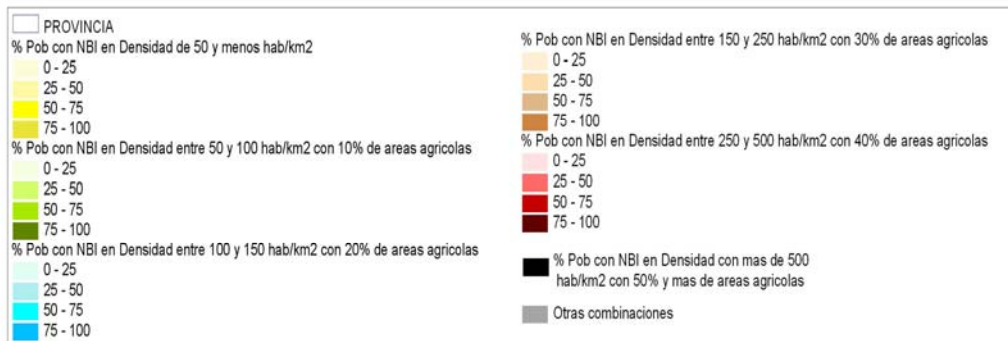 PROVINCIA
% Pob con NBI en Densidad de 50 y menos hab/km2
0 - 25
25 - 50
50 - 75
75 - 100
% Pob con NBI en Densidad entre 50 y 100 hab/km2 con 10% de areas agricolas
0 - 25
25 - 50
50 - 75
75 - 100
% Pob con NBI en Densidad entre 100 y 150 hab/km2 con 20% de areas agricolas
0 - 25
25 - 50
50 - 75
75 - 100
% Pob con NBI en Densidad entre 150 y 250 hab/km2 con 30% de areas agricolas
0 - 25
25 - 50
50 - 75
75 - 100
% Pob con NBI en Densidad entre 250 y 500 hab/km2 con 40% de areas agricolas
0 - 25
25 - 50
50 - 75
75 - 100
% Pob con NBI en Densidad con mas de 500
hab/km2 con 50% y mas de areas agricolas
Otras combinaciones